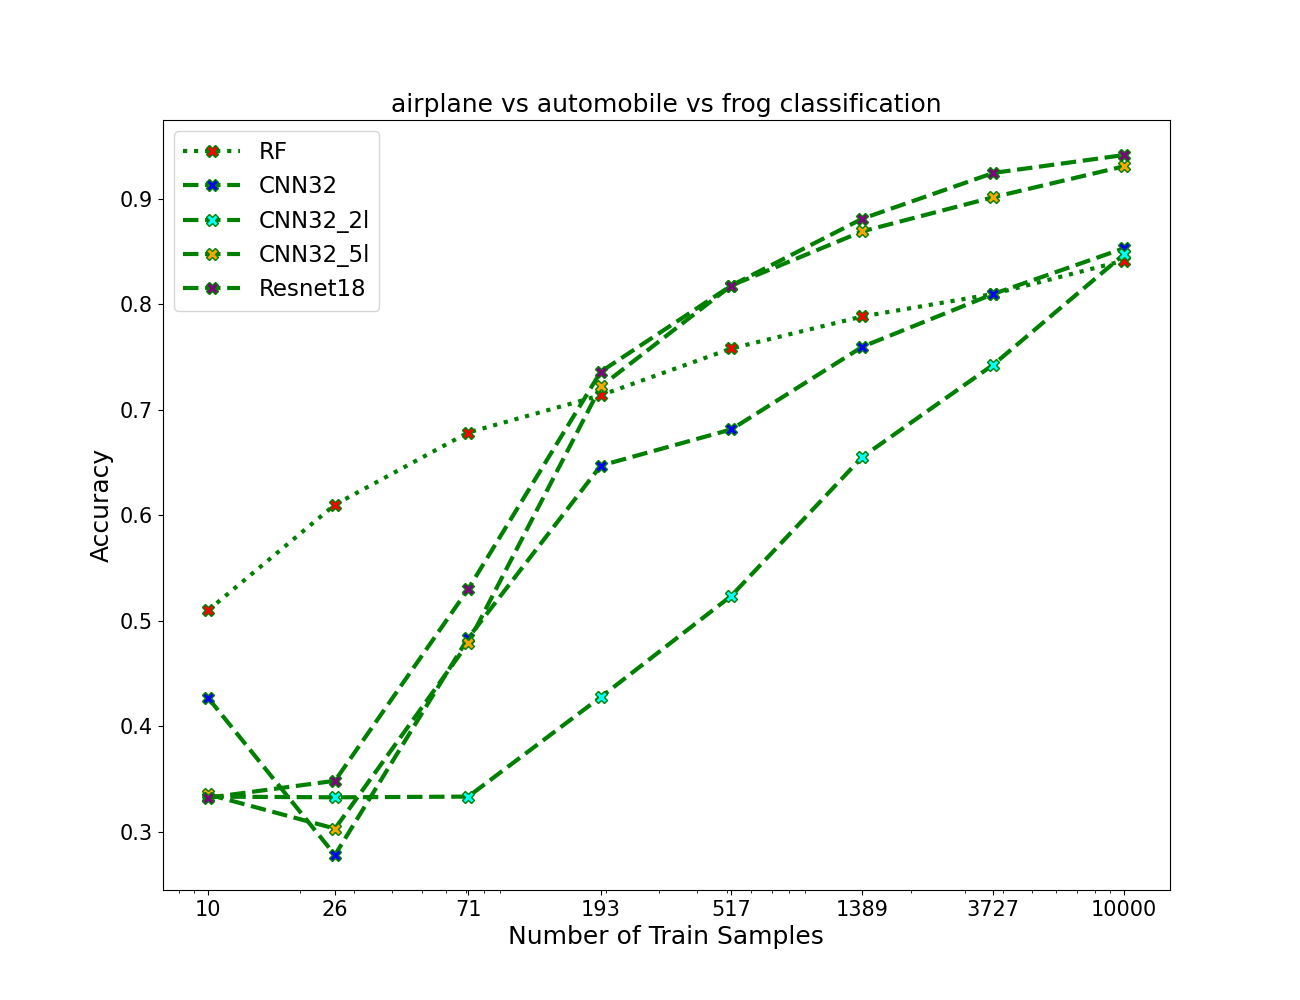 airplane vs automobile vs frog classification
RF
CNN32
CNN32_2l
CNN32_5l
Resnet18
Accuracy
0.9
0.8
0.7
0.6
0.5
0.4
0.3
10 26 71 193 517 1389 3727 10000
Number of Train Samples